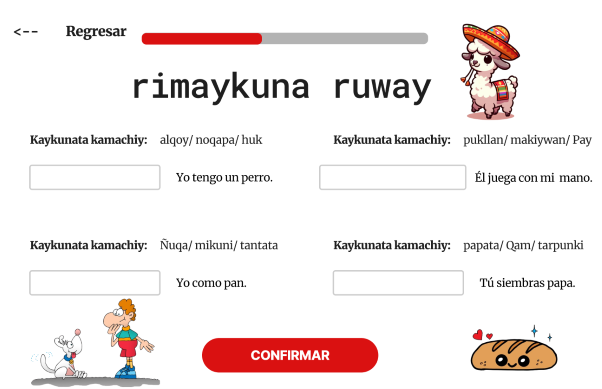 <-- Regresar
rimaykuna ruway
Kaykunata kamachiy: alqoy/ noqapa/ huk
Kaykunata kamachiy: pukllan/ makiywan/ Pay
Yo tengo un perro.
Él juega con mi mano.
Kaykunata kamachiy: Ñuqa/ mikuni/ tantata
Kaykunata kamachiy: papata/ Qam/ tarpunki
Yo como pan.
Tú siembras papa.
CONFIRMAR